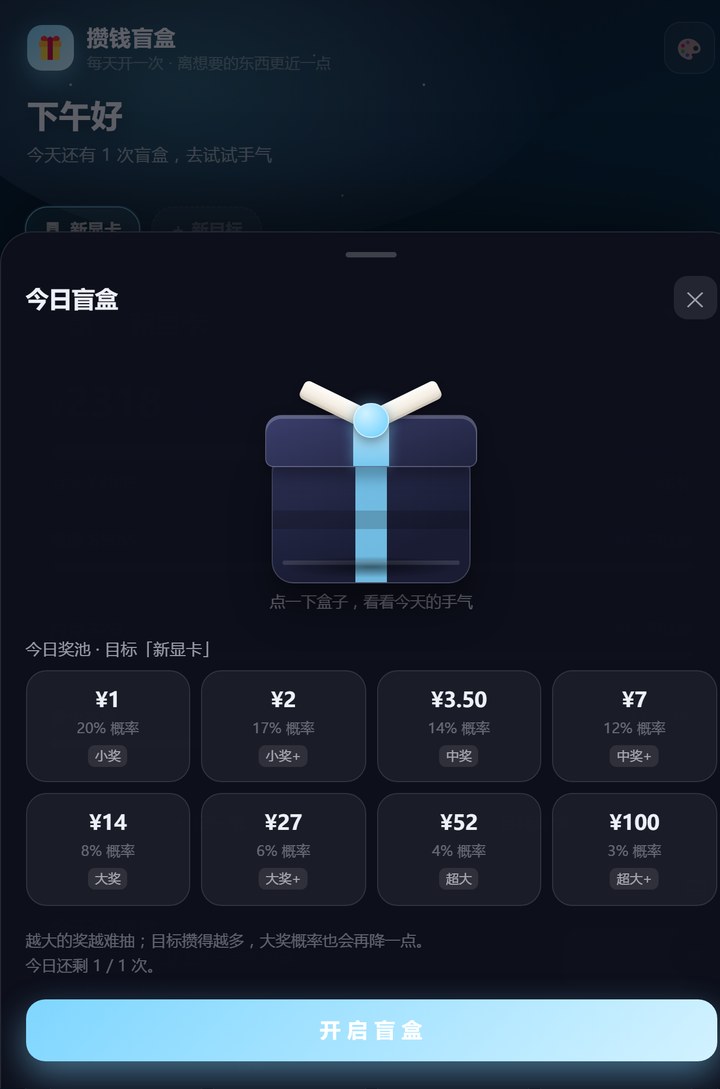 攒钱盲盒
每天开一次 · 离想要的东西更近一点
下午好
今天还有 1 次盲盒，去试试手气
新显卡 + 新目标
今日盲盒
点一下盒子，看看今天的手气
今日奖池 · 目标「新显卡」
¥1 ¥2 ¥3.50 ¥7
20% 概率 17% 概率 14% 概率 12% 概率
小奖 小奖+ 中奖 中奖+
¥14 ¥27 ¥52 ¥100
8% 概率 6% 概率 4% 概率 3% 概率
大奖 大奖+ 超大 超大+
越大的奖越难抽；目标攒得越多，大奖概率也会再降一点。
今日还剩 1 / 1 次。
开启盲盒